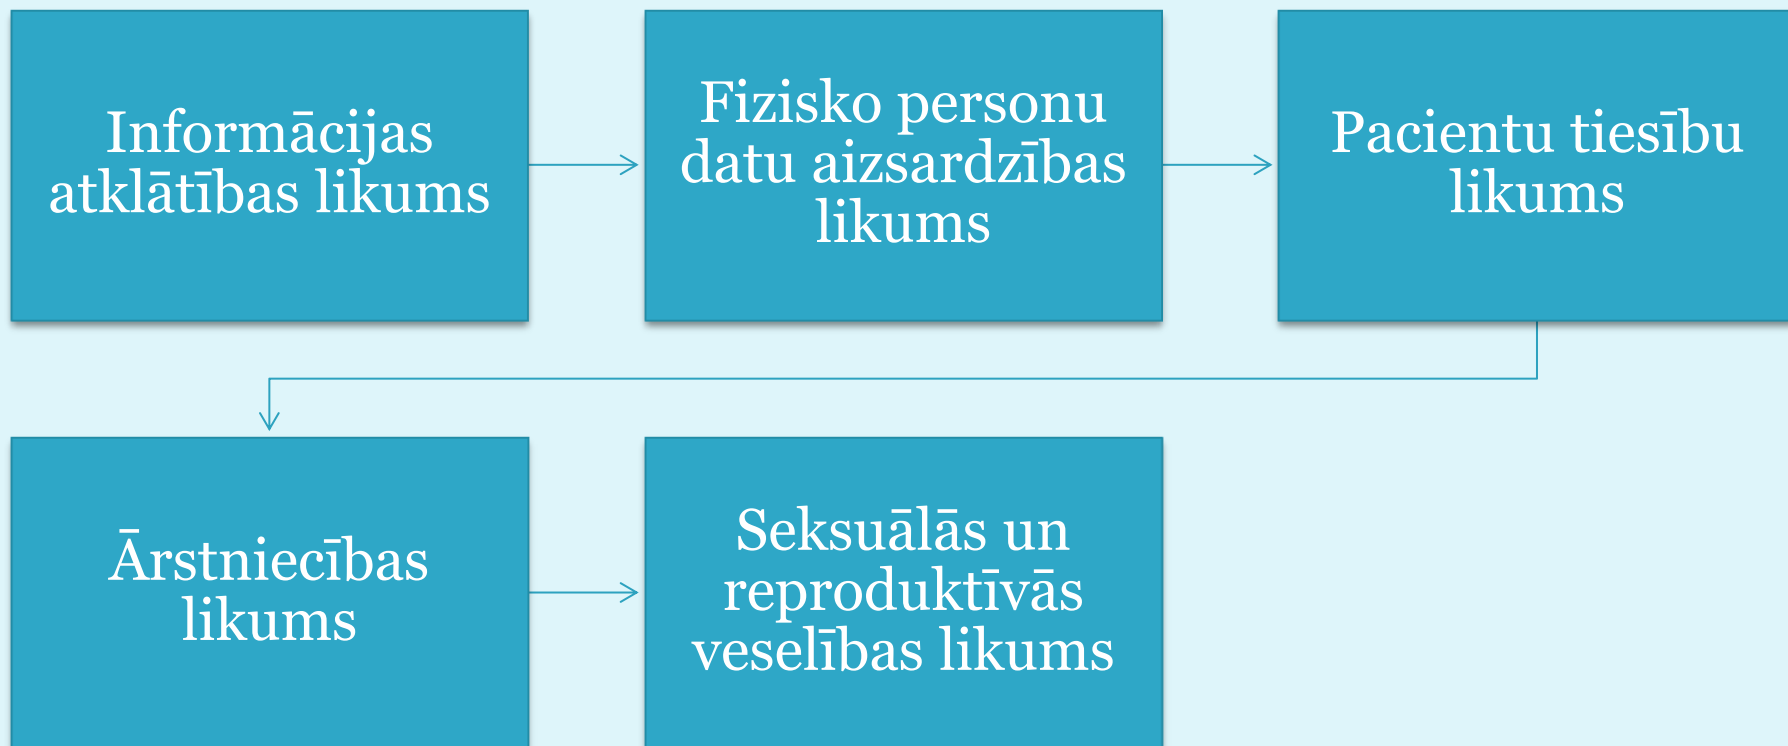 Informācijas
atklātības likums
Fizisko personu
datu aizsardzības
likums
Pacientu tiesību
likums
Ārstniecības
likums
Seksuālās un
reproduktīvās
veselības likums